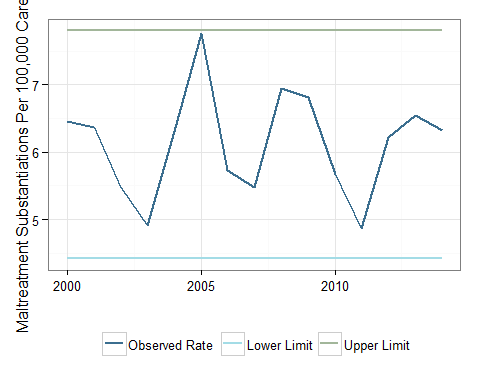 Maltreatment Substantiations Per 100,000 Care
7
6
5
2000 2005 2010
Observed Rate Lower Limit Upper Limit